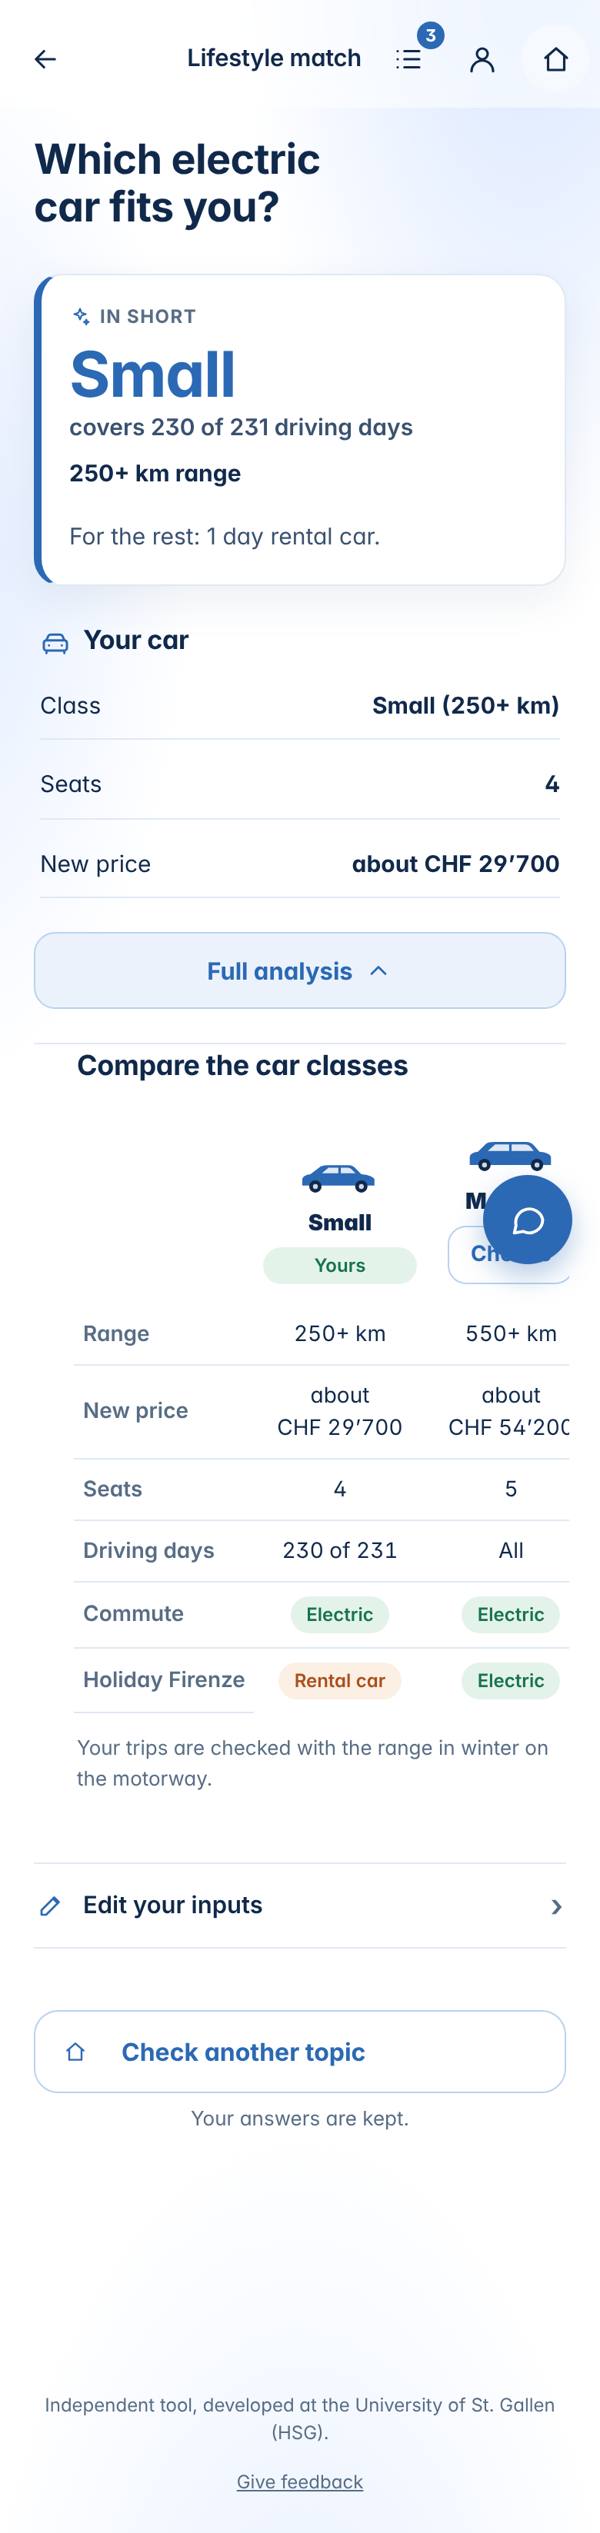 Lifestyle match
3
Which electric
car fits you?
IN SHORT
Small
covers 230 of 231 driving days
250+ km range
For the rest: 1 day rental car.
Your car
Class Small (250+ km)
Seats 4
New price about CHF 29’700
Full analysis
Compare the car classes
Small
Yours
Range 250+ km 550+ km
about about
New price
CHF 29’700 CHF 54’200
Seats 4 5
Driving days 230 of 231 All
Commute Electric Electric
Holiday Firenze Rental car Electric
Your trips are checked with the range in winter on
the motorway.
Edit your inputs
Check another topic
Your answers are kept.
Independent tool, developed at the University of St. Gallen
(HSG).
Give feedback